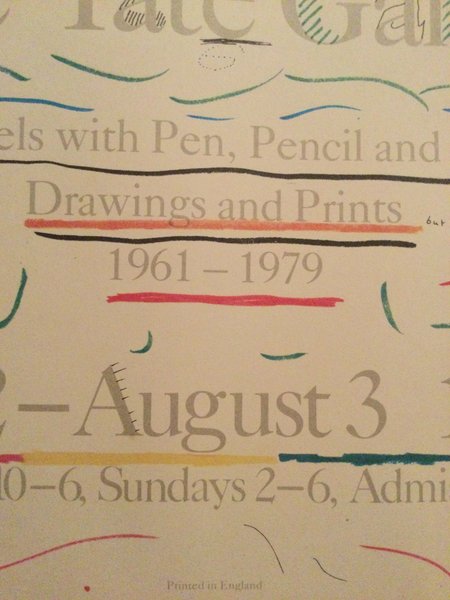 Tate Gal
els with Pen, Pencil and
Drawings and Prints
but
1961 – 1979
2 – August 3 1
10–6, Sundays 2–6, Admi
Printed in England